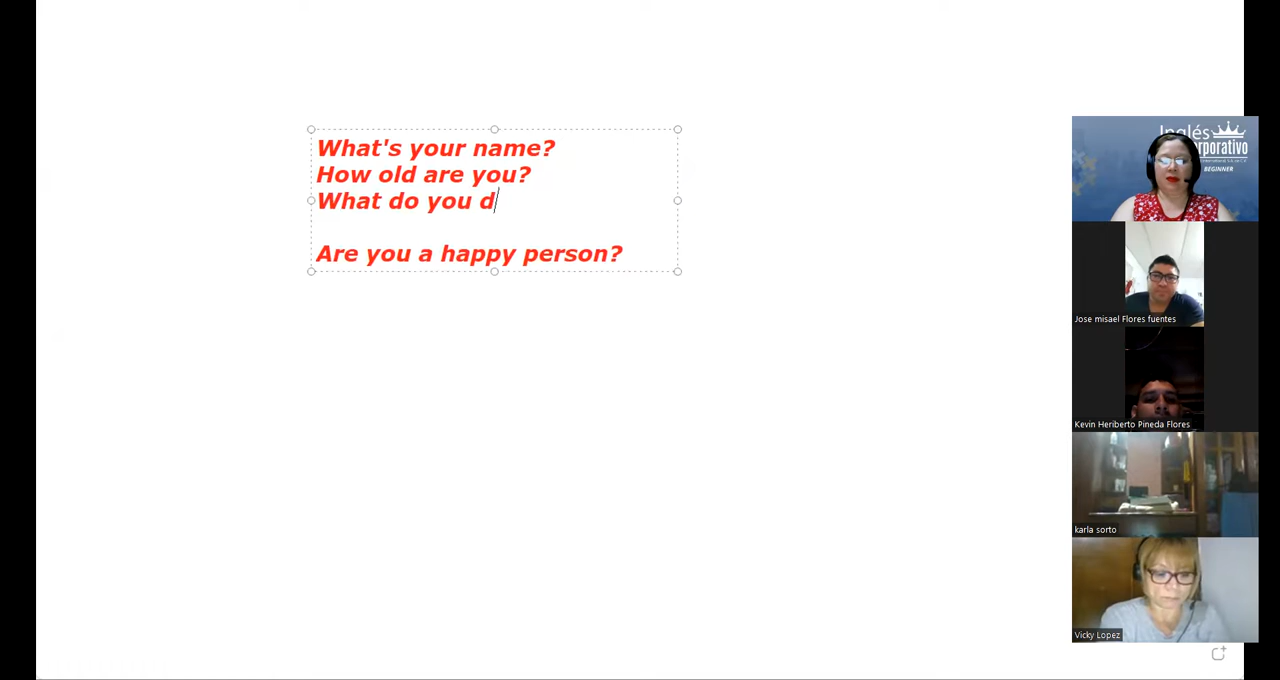 What's your name?
How old are you?
What do you d
Are you a happy person?
Inglés
BEGINNER
Jose misael Flores fuentes
Kevin Heriberto Pineda Flores
karla sorto
Vicky Lopez